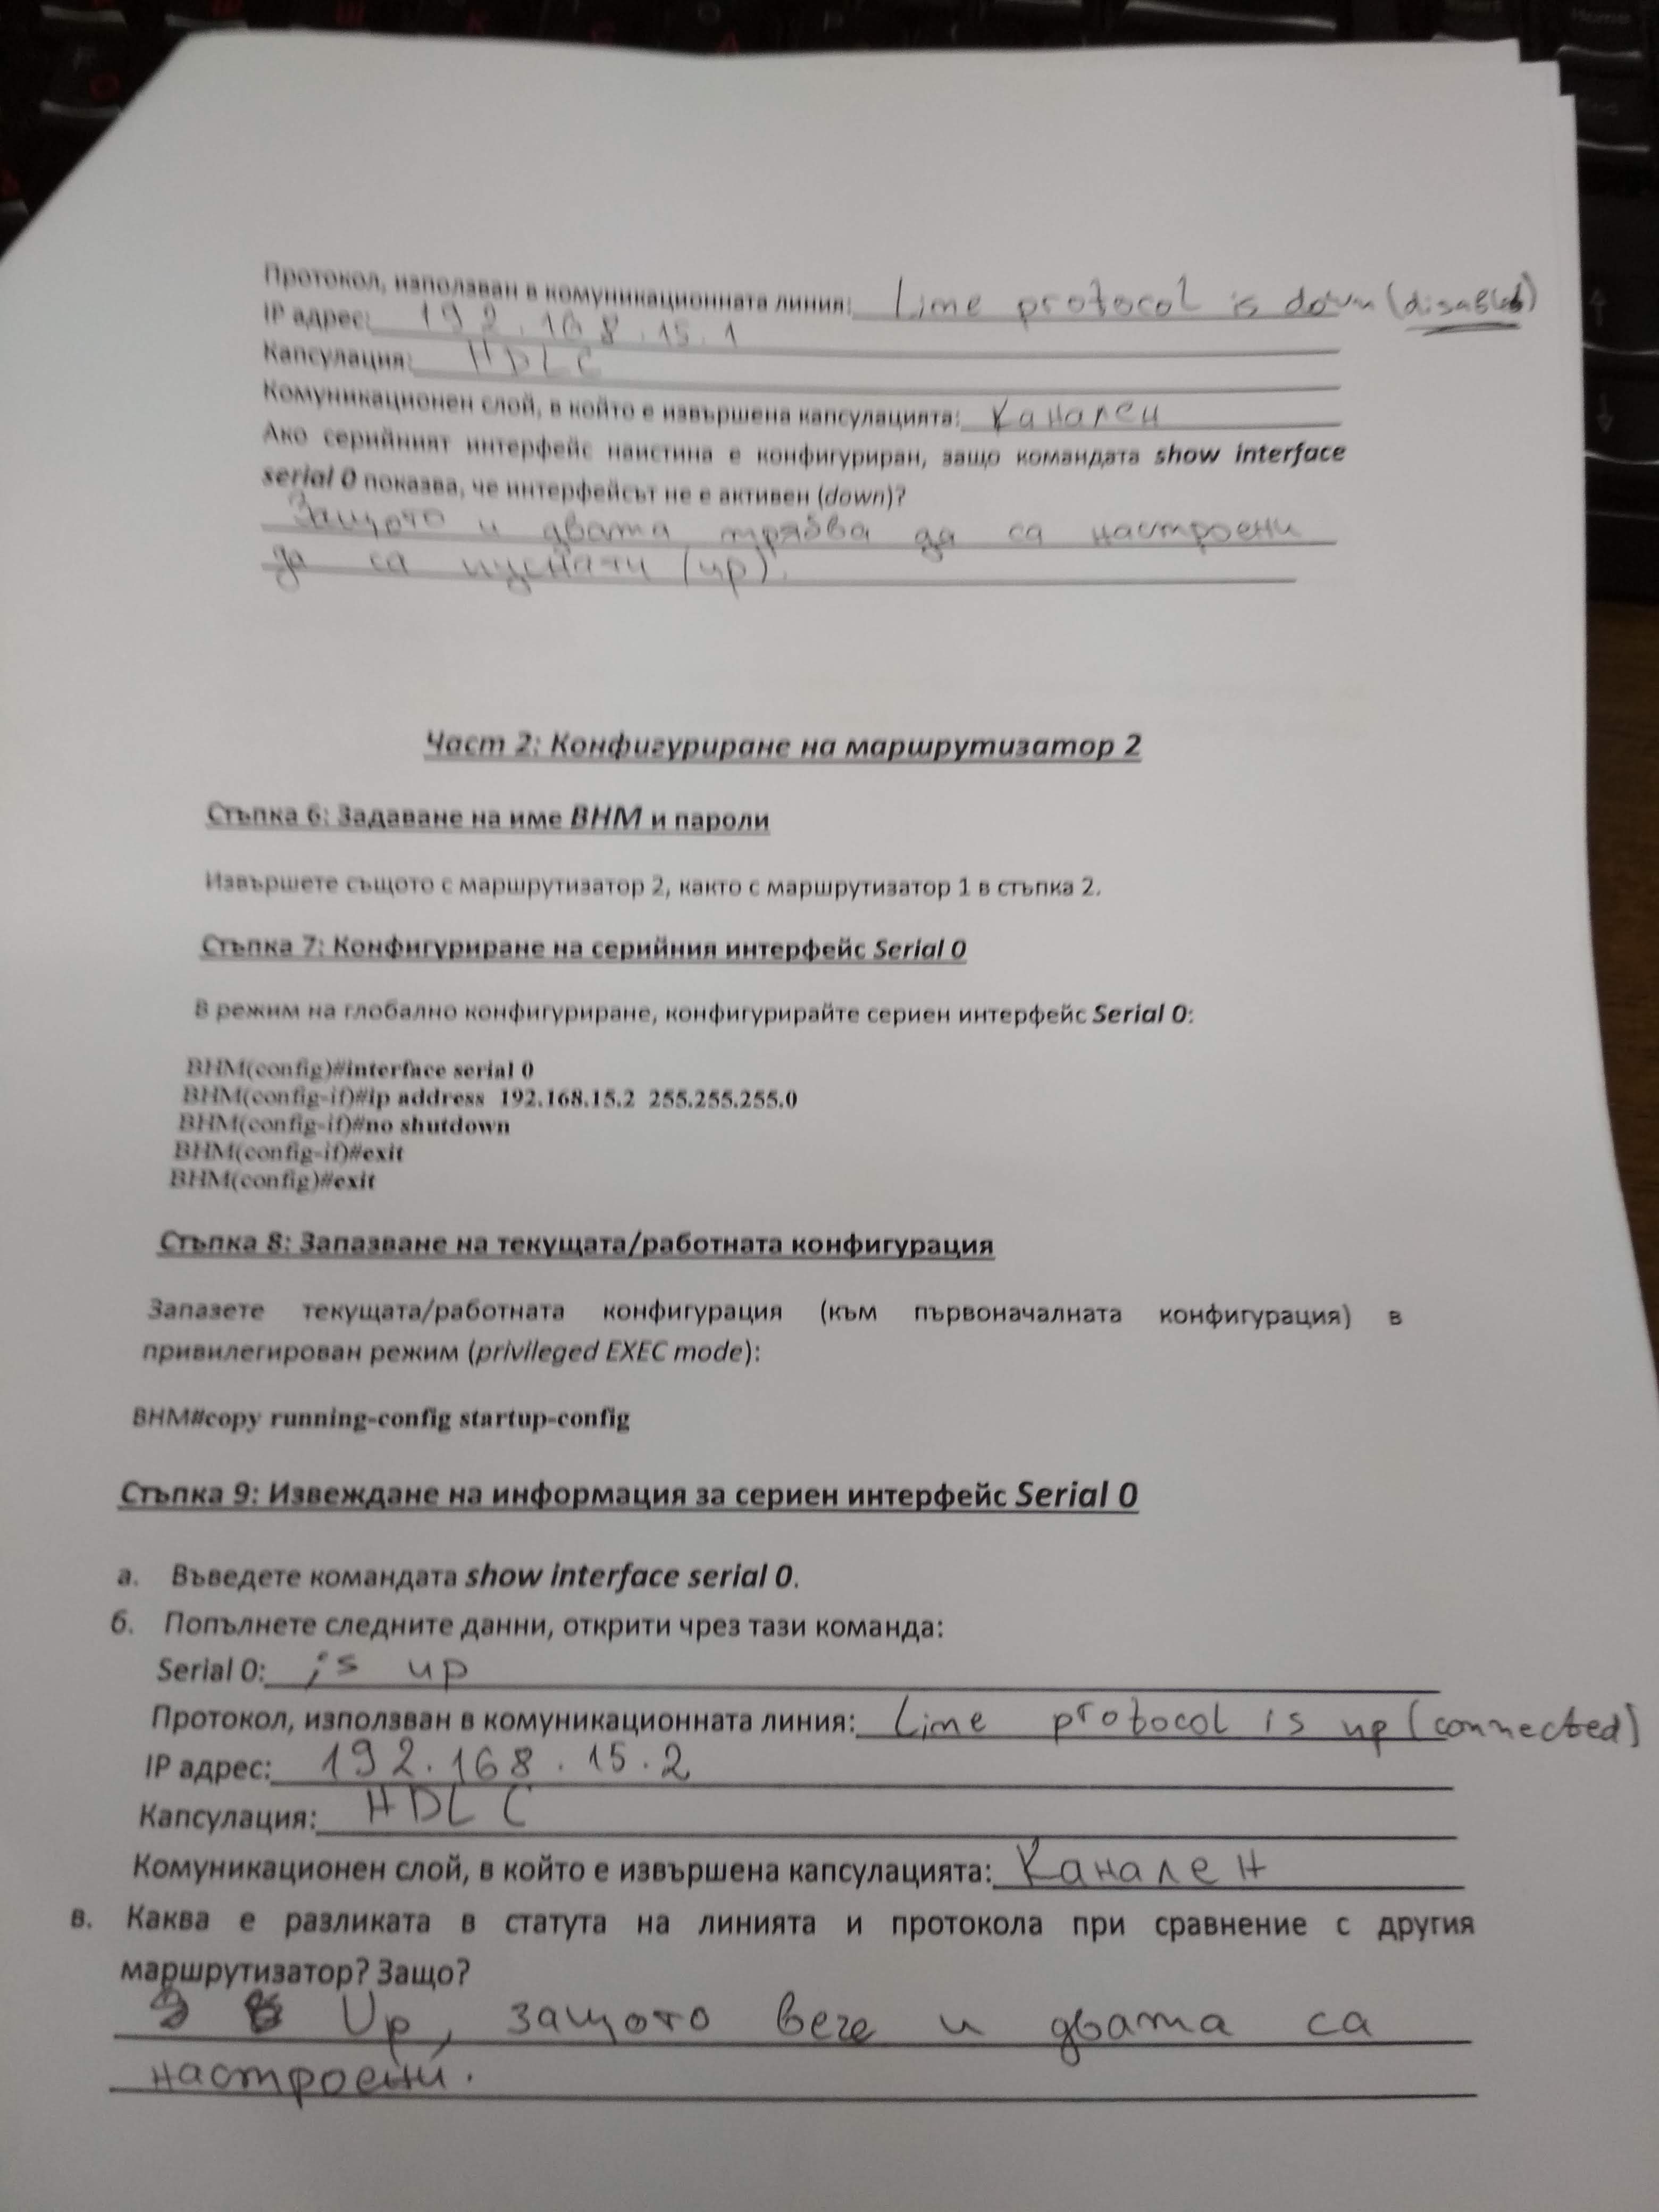 Протокол, използван в комуникационната линия: Lime protocol is down (disabled)
IP адрес: 192.168.15.1
Капсулация: HDLC
Комуникационен слой, в който е извършена капсулацията: Канален
Ако серийният интерфейс наистина е конфигуриран, защо командата show interface
serial 0 показва, че интерфейсът не е активен (down)?
Защото и двата трябва да са настроени
да са пуснати (up).
Част 2: Конфигуриране на маршрутизатор 2
Стъпка 6: Задаване на име BHM и пароли
Извършете същото с маршрутизатор 2, както с маршрутизатор 1 в стъпка 2.
Стъпка 7: Конфигуриране на серийния интерфейс Serial 0
В режим на глобално конфигуриране, конфигурирайте сериен интерфейс Serial 0:
BHM(config)#interface serial 0
BHM(config-if)#ip address 192.168.15.2 255.255.255.0
BHM(config-if)#no shutdown
BHM(config-if)#exit
BHM(config)#exit
Стъпка 8: Запазване на текущата/работната конфигурация
Запазете текущата/работната конфигурация (към първоначалната конфигурация) в
привилегирован режим (privileged EXEC mode):
BHM#copy running-config startup-config
Стъпка 9: Извеждане на информация за сериен интерфейс Serial 0
а. Въведете командата show interface serial 0.
б. Попълнете следните данни, открити чрез тази команда:
Serial 0: is up
Протокол, използван в комуникационната линия: Lime protocol is up (connected)
IP адрес: 192.168.15.2
Капсулация: HDLC
Комуникационен слой, в който е извършена капсулацията: Канален
в. Каква е разликата в статута на линията и протокола при сравнение с другия
маршрутизатор? Защо?
Up, защото вече и двата са
настроени.